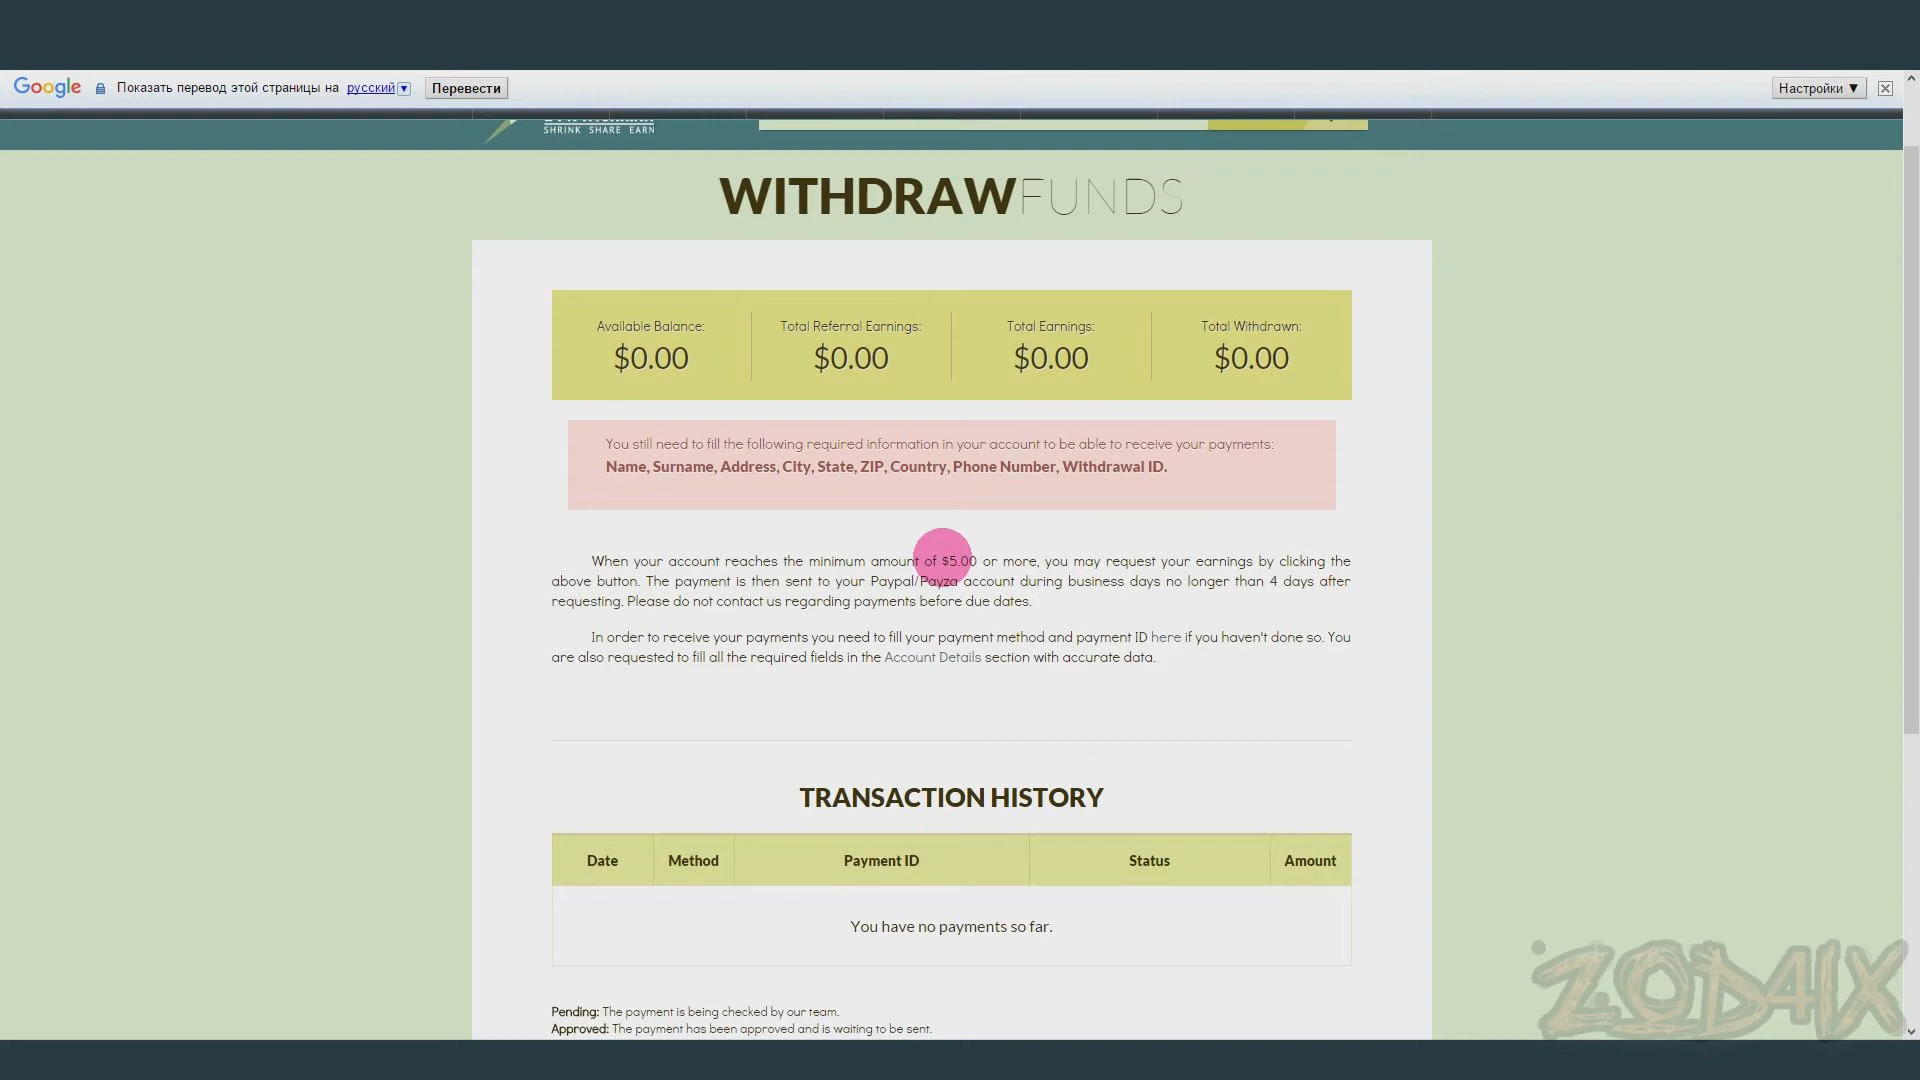 Google Показать перевод этой страницы на русский Перевести Настройки ▼
SHRINK SHARE EARN
WITHDRAWFUNDS
Available Balance: Total Referral Earnings: Total Earnings: Total Withdrawn:
$0.00 $0.00 $0.00 $0.00
You still need to fill the following required information in your account to be able to receive your payments:
Name, Surname, Address, City, State, ZIP, Country, Phone Number, Withdrawal ID.
When your account reaches the minimum amount of $5.00 or more, you may request your earnings by clicking the
above button. The payment is then sent to your Paypal/Payza account during business days no longer than 4 days after
requesting. Please do not contact us regarding payments before due dates.
In order to receive your payments you need to fill your payment method and payment ID here if you haven't done so. You
are also requested to fill all the required fields in the Account Details section with accurate data.
TRANSACTION HISTORY
Date Method Payment ID Status Amount
You have no payments so far.
Pending: The payment is being checked by our team.
Approved: The payment has been approved and is waiting to be sent.
ZOD41X